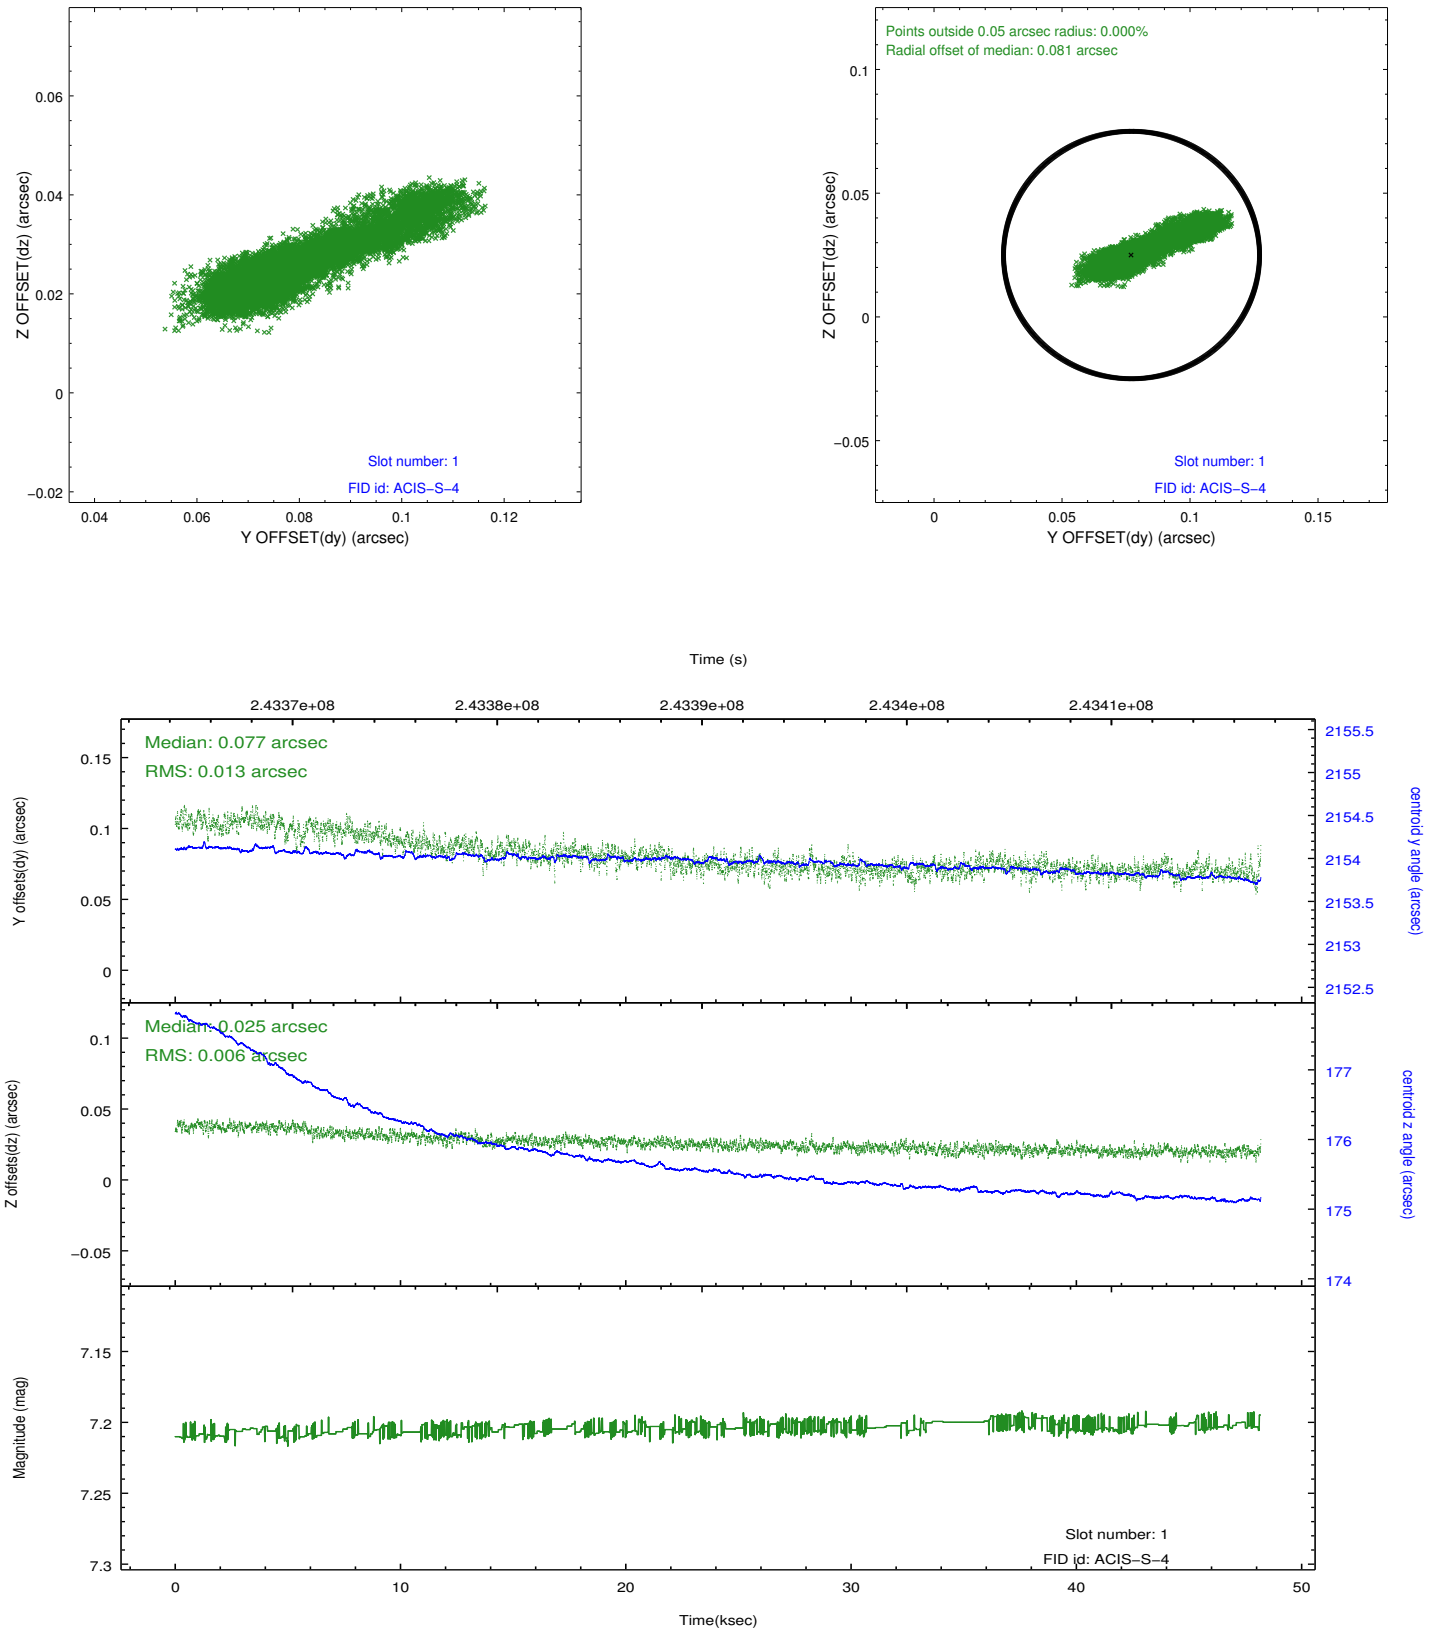 0.06
0.04
0.02
0
−0.02
Z OFFSET(dz) (arcsec)
Slot number: 1
FID id: ACIS−S−4
0.04
0.06
0.08
0.1
0.12
Y OFFSET(dy) (arcsec)
Points outside 0.05 arcsec radius: 0.000%
Radial offset of median: 0.081 arcsec
0.1
0.05
0
−0.05
Z OFFSET(dz) (arcsec)
Slot number: 1
FID id: ACIS−S−4
0
0.05
0.1
0.15
Y OFFSET(dy) (arcsec)
Time (s)
2.4337e+08
2.4338e+08
2.4339e+08
2.434e+08
2.4341e+08
Median: 0.077 arcsec
RMS: 0.013 arcsec
0.15
0.1
0.05
0
Y offsets(dy) (arcsec)
2155.5
2155
2154.5
2154
2153.5
2153
2152.5
centroid y angle (arcsec)
Median: 0.025 arcsec
RMS: 0.006 arcsec
0.1
0.05
0
−0.05
Z offsets(dz) (arcsec)
177
176
175
174
centroid z angle (arcsec)
7.15
7.2
7.25
7.3
Magnitude (mag)
Slot number: 1
FID id: ACIS−S−4
0
10
20
30
40
50
Time(ksec)